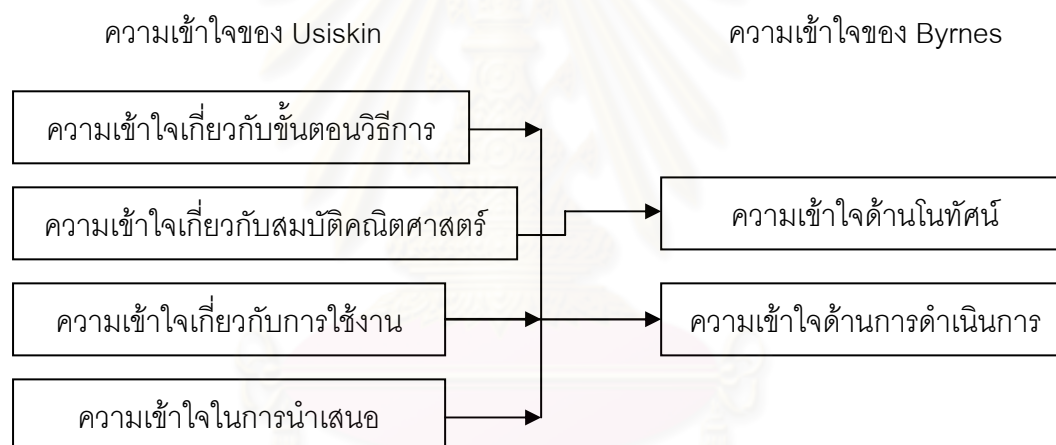 ความเข้าใจของ Usiskin
ความเข้าใจของ Byrnes
ความเข้าใจเกี่ยวกับขั้นตอนวิธีการ
ความเข้าใจเกี่ยวกับสมบัติคณิตศาสตร์
ความเข้าใจด้านโนทัศน์
ความเข้าใจเกี่ยวกับการใช้งาน
ความเข้าใจด้านการดำเนินการ
ความเข้าใจในการนำเสนอ